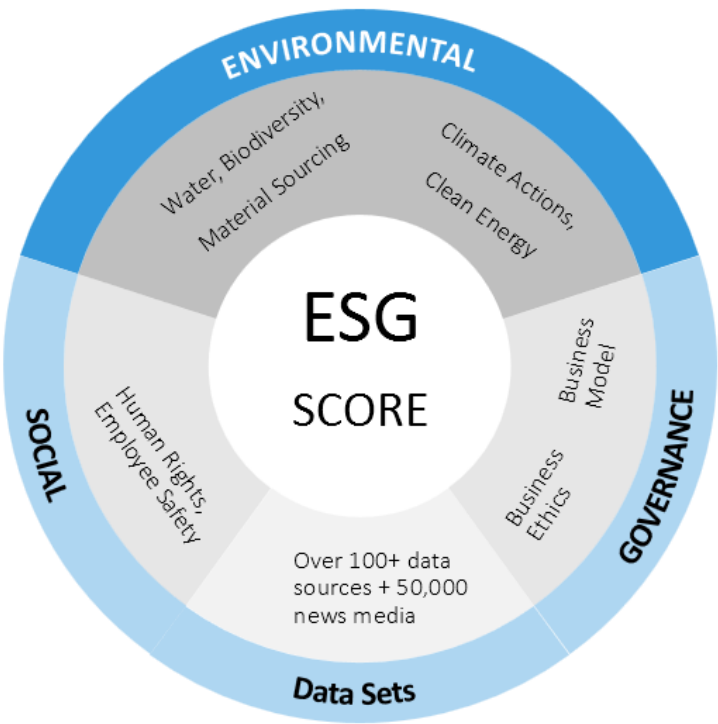 ENVIRONMENTAL
Water, Biodiversity,
Material Sourcing
Climate Actions,
Clean Energy
ESG
SCORE
Business
Model
Business
Ethics
GOVERNANCE
SOCIAL
Human Rights,
Employee Safety
Over 100+ data
sources + 50,000
news media
Data Sets